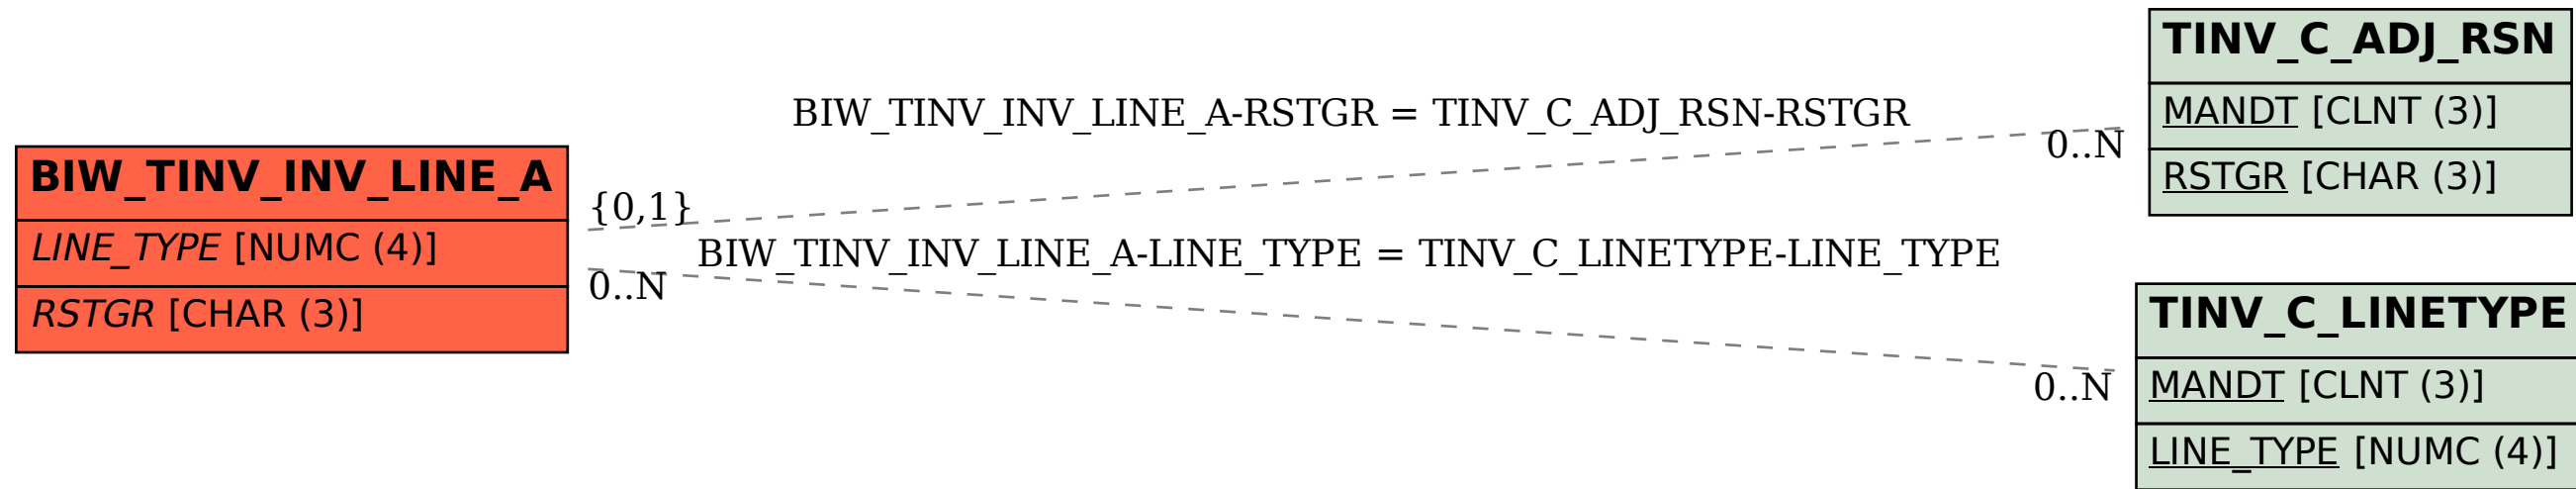 BIW_TINV_INV_LINE_A
LINE_TYPE [NUMC (4)]
RSTGR [CHAR (3)]
{0,1}
BIW_TINV_INV_LINE_A-RSTGR = TINV_C_ADJ_RSN-RSTGR
0..N
TINV_C_ADJ_RSN
MANDT [CLNT (3)]
RSTGR [CHAR (3)]
0..N
BIW_TINV_INV_LINE_A-LINE_TYPE = TINV_C_LINETYPE-LINE_TYPE
0..N
TINV_C_LINETYPE
MANDT [CLNT (3)]
LINE_TYPE [NUMC (4)]